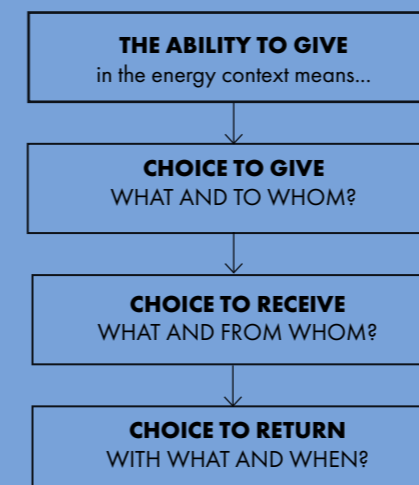 THE ABILITY TO GIVE
in the energy context means...
CHOICE TO GIVE
WHAT AND TO WHOM?
CHOICE TO RECEIVE
WHAT AND FROM WHOM?
CHOICE TO RETURN
WITH WHAT AND WHEN?